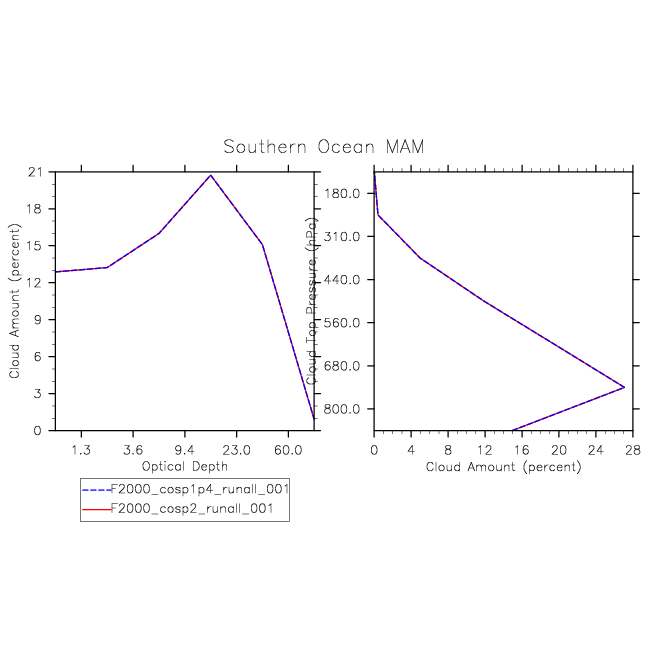 Southern Ocean MAM
Cloud Amount (percent)
21
18
15
12
9
6
3
0
1.3 3.6 9.4 23.0 60.0
Optical Depth
Cloud Top Pressure (hPa)
180.0
310.0
440.0
560.0
680.0
800.0
0 4 8 12 16 20 24 28
Cloud Amount (percent)
F2000_cosp1p4_runall_001
F2000_cosp2_runall_001